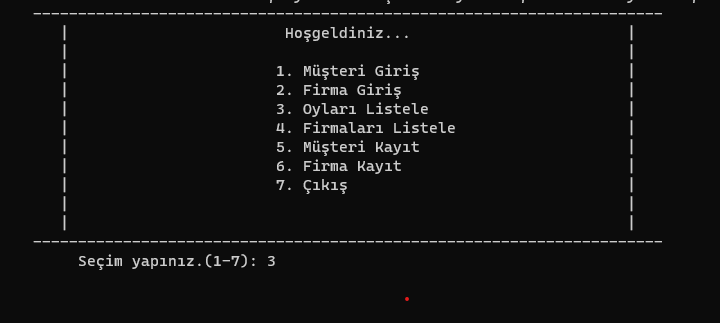 Hoşgeldiniz...
1. Müşteri Giriş
2. Firma Giriş
3. Oyları Listele
4. Firmaları Listele
5. Müşteri Kayıt
6. Firma Kayıt
7. Çıkış
Seçim yapınız.(1-7): 3